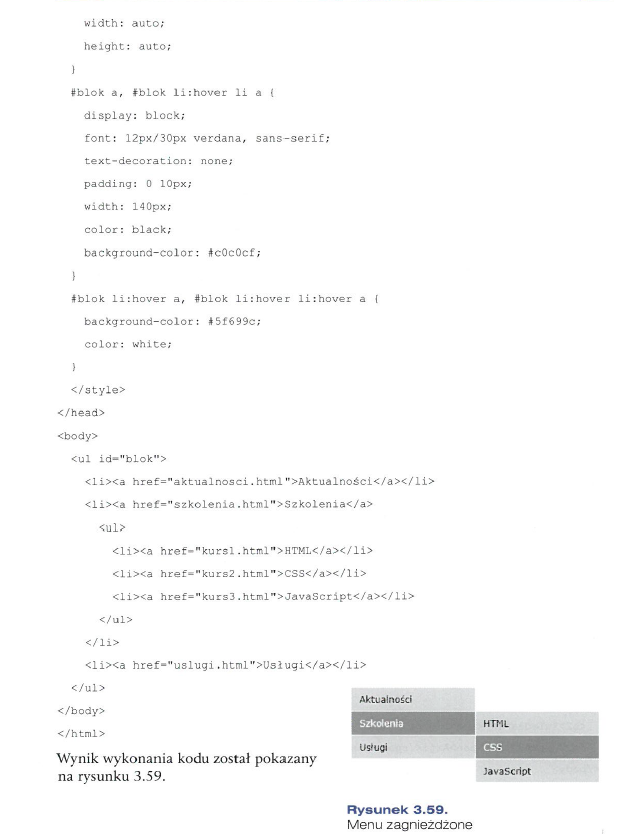 width: auto;
height: auto;
}
#blok a, #blok li:hover li a {
display: block;
font: 12px/30px verdana, sans-serif;
text-decoration: none;
padding: 0 10px;
width: 140px;
color: black;
background-color: #c0c0cf;
}
#blok li:hover a, #blok li:hover li:hover a {
background-color: #5f699c;
color: white;
}
</style>
</head>
<body>
<ul id="blok">
<li><a href="aktualnosci.html">Aktualności</a></li>
<li><a href="szkolenia.html">Szkolenia</a>
<ul>
<li><a href="kurs1.html">HTML</a></li>
<li><a href="kurs2.html">CSS</a></li>
<li><a href="kurs3.html">JavaScript</a></li>
</ul>
</li>
<li><a href="uslugi.html">Usługi</a></li>
</ul>
</body>
</html>
Wynik wykonania kodu został pokazany
na rysunku 3.59.
Aktualności
Szkolenia HTML
Usługi CSS
JavaScript
Rysunek 3.59.
Menu zagnieżdżone